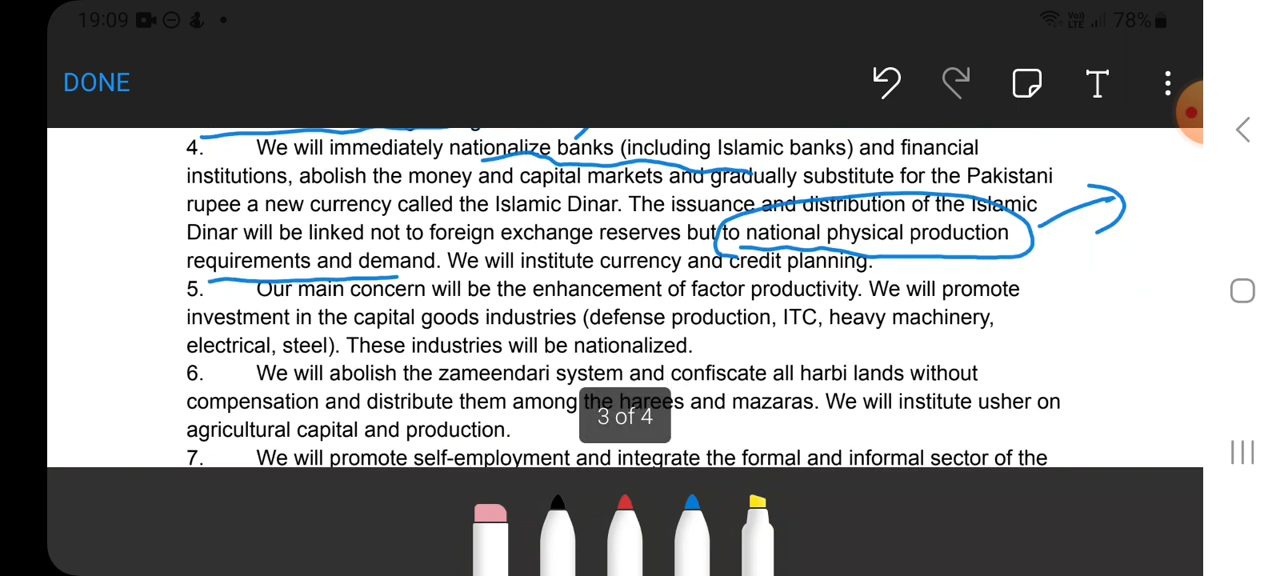 19:09
Vo)) LTE
78%
DONE
T
4. We will immediately nationalize banks (including Islamic banks) and financial
institutions, abolish the money and capital markets and gradually substitute for the Pakistani
rupee a new currency called the Islamic Dinar. The issuance and distribution of the Islamic
Dinar will be linked not to foreign exchange reserves but to national physical production
requirements and demand. We will institute currency and credit planning.
5. Our main concern will be the enhancement of factor productivity. We will promote
investment in the capital goods industries (defense production, ITC, heavy machinery,
electrical, steel). These industries will be nationalized.
6. We will abolish the zameendari system and confiscate all harbi lands without
compensation and distribute them among the harees and mazaras. We will institute usher on
3 of 4
agricultural capital and production.
7. We will promote self-employment and integrate the formal and informal sector of the